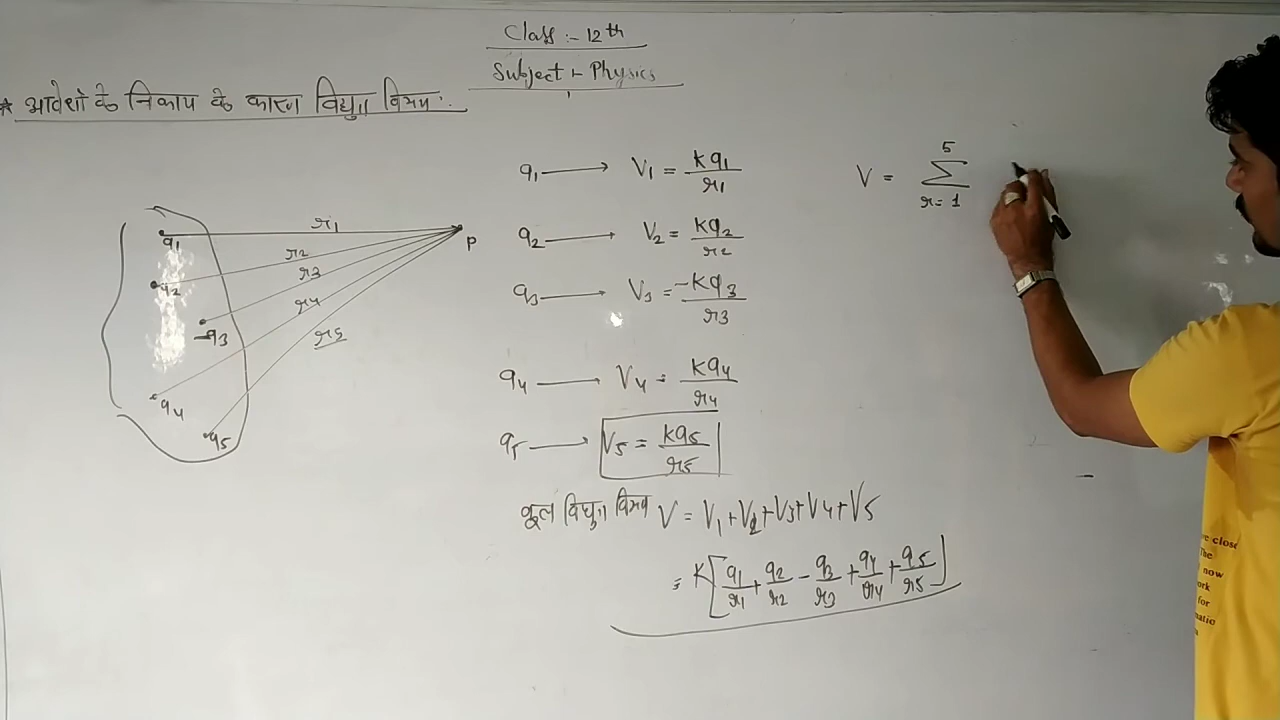 Class :- 12th
Subject :- Physics
* आवेशों के निकाय के कारण विद्युत विभव :-
q1 → V1 = kq1/r1
q2 → V2 = kq2/r2
q3 → V3 = -kq3/r3
q4 → V4 = kq4/r4
q5 → V5 = kq5/r5
कूल विद्युत विभव V = V1+V2+V3+V4+V5
= K[q1/r1 + q2/r2 - q3/r3 + q4/r4 + q5/r5]
V = 5∑r=1
r1
r2
r3
r4
r5
P
q1
q2
-q3
q4
q5
now
for